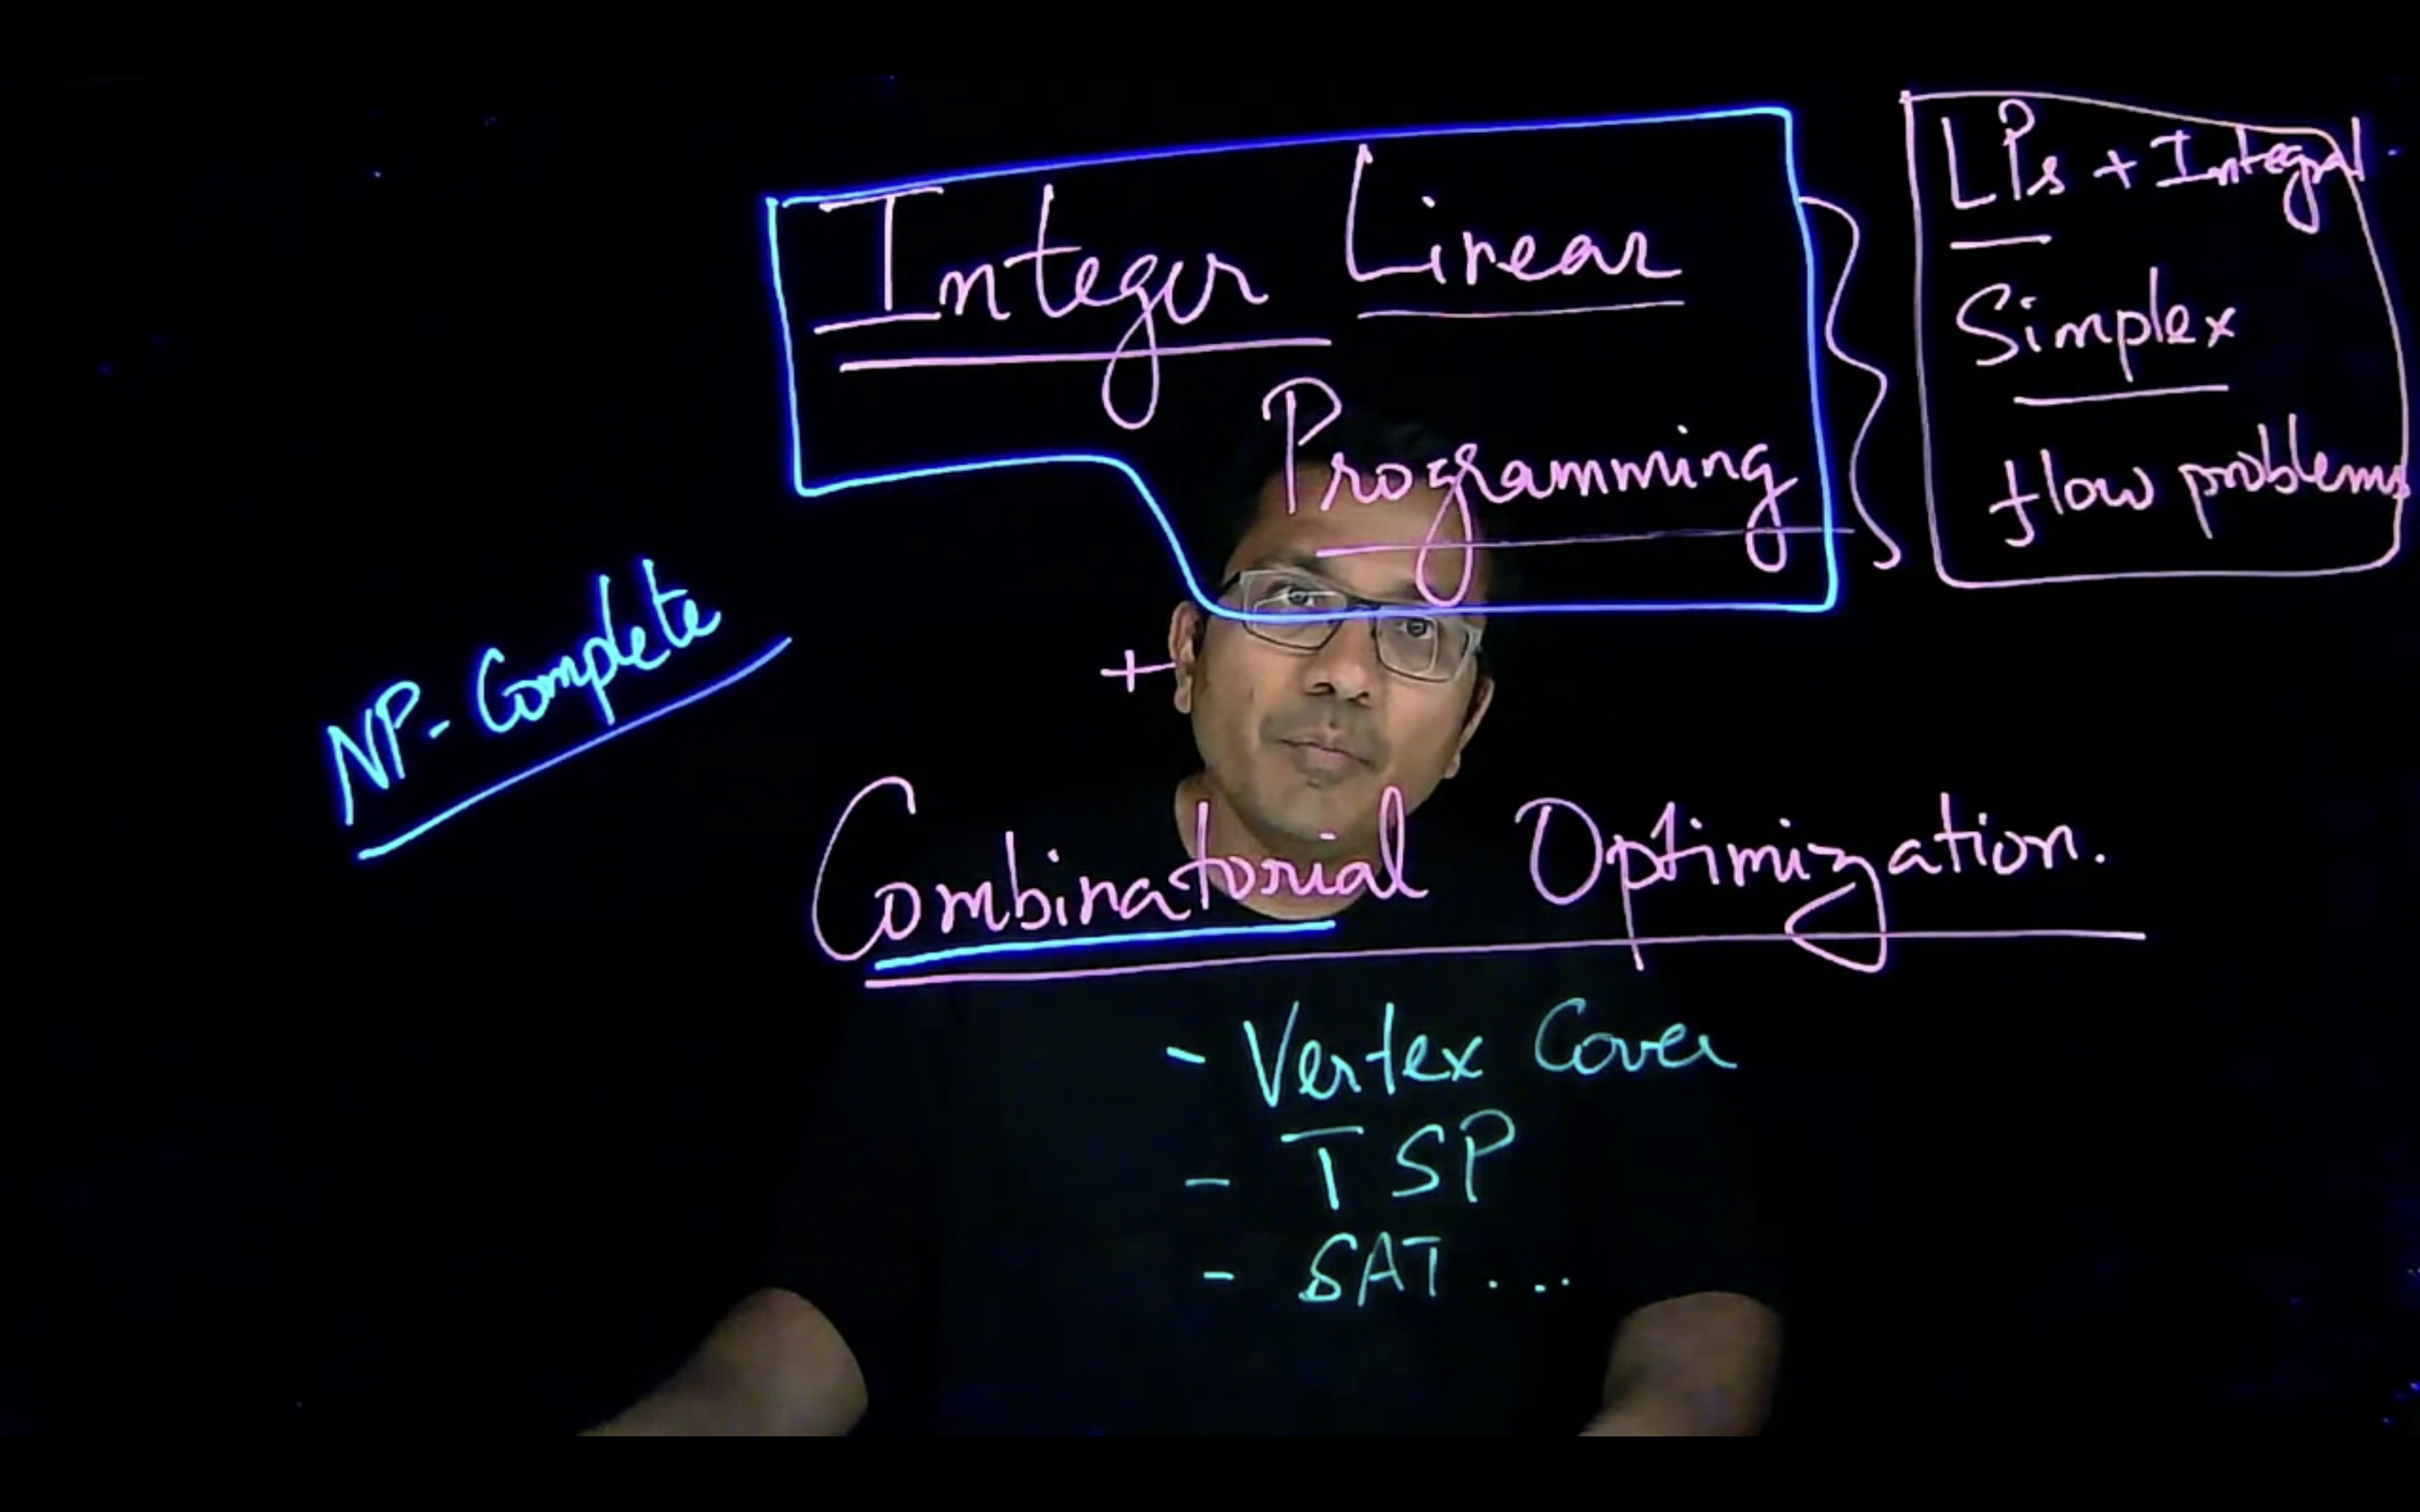 Integer Linear
Programming
LPs + Integral
Simplex
flow problems
NP-Complete
+
Combinatorial Optimization.
- Vertex Cover
- TSP
- SAT...